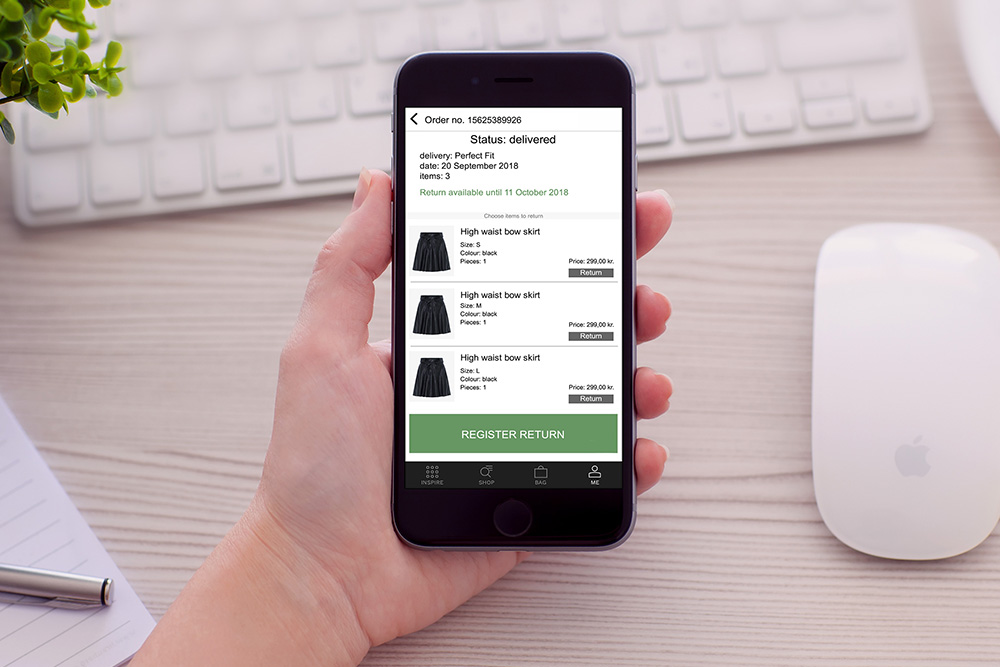 Order no. 15625389926
Status: delivered
delivery: Perfect Fit
date: 20 September 2018
items: 3
Return available until 11 October 2018
Choose items to return
High waist bow skirt
Size: S
Colour: black
Pieces: 1
Price: 299,00 kr.
Return
High waist bow skirt
Size: M
Colour: black
Pieces: 1
Price: 299,00 kr.
Return
High waist bow skirt
Size: L
Colour: black
Pieces: 1
Price: 299,00 kr.
Return
REGISTER RETURN
INSPIRE SHOP BAG ME